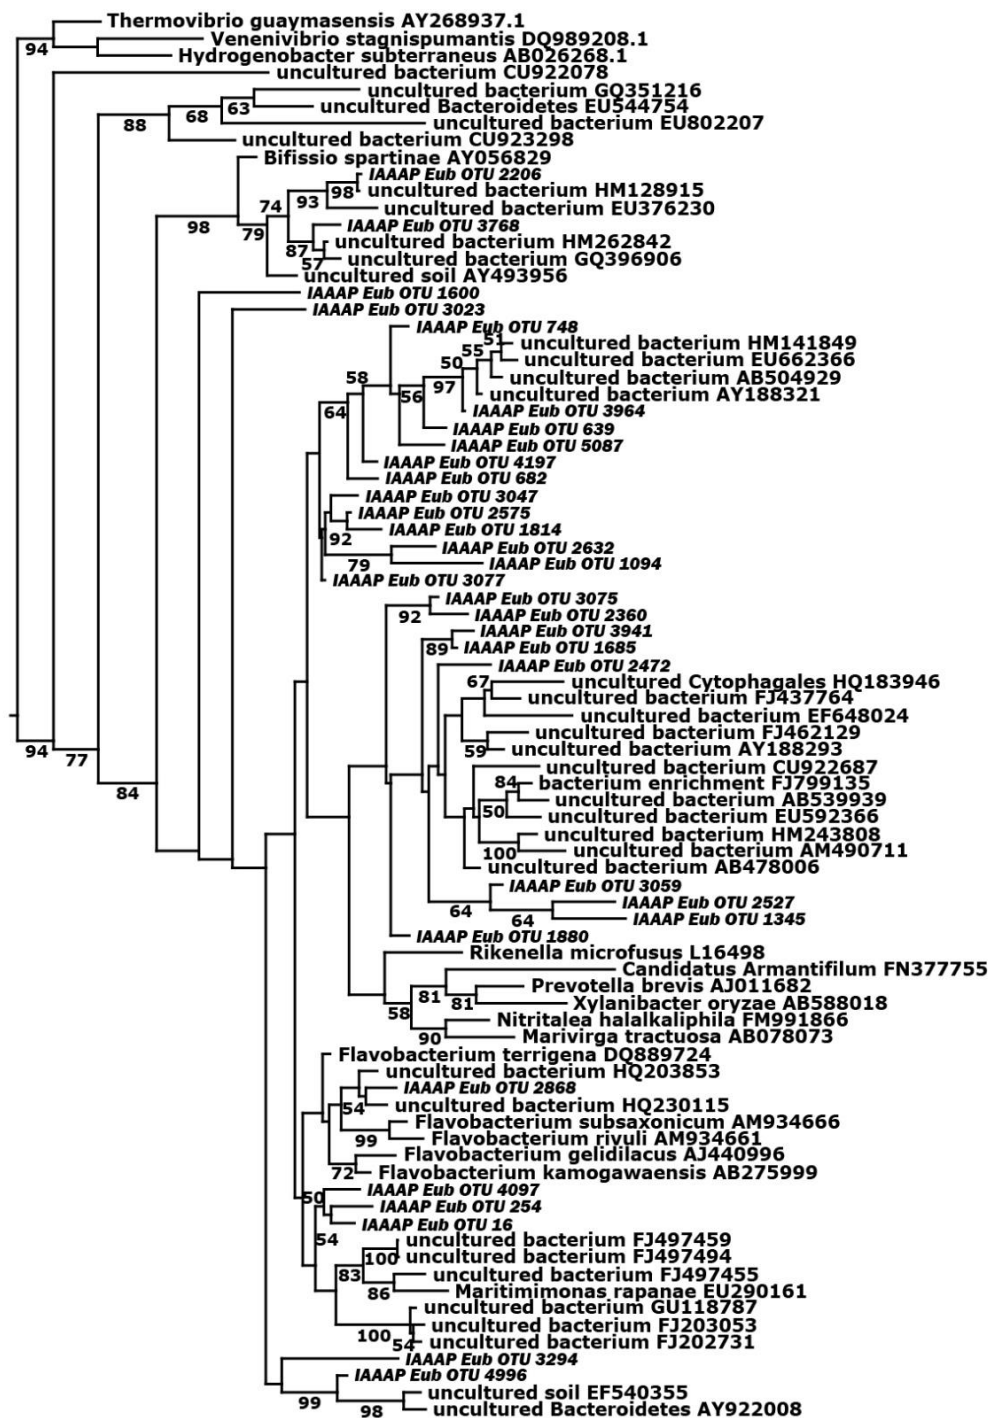 Thermovibrio guaymasensis AY268937.1
94
Venenivibrio stagnispumantis DQ989208.1
Hydrogenobacter subterraneus AB026268.1
uncultured bacterium CU922078
uncultured bacterium GQ351216
63
uncultured Bacteroidetes EU544754
68
88
uncultured bacterium EU802207
uncultured bacterium CU923298
Bifissio spartinae AY056829
IAAAP Eub OTU 2206
98
uncultured bacterium HM128915
93
74
uncultured bacterium EU376230
98
79
IAAAP Eub OTU 3768
87
uncultured bacterium HM262842
57
uncultured bacterium GQ396906
uncultured soil AY493956
IAAAP Eub OTU 1600
IAAAP Eub OTU 3023
IAAAP Eub OTU 748
51
uncultured bacterium HM141849
55
uncultured bacterium EU662366
50
58
97
uncultured bacterium AB504929
56
uncultured bacterium AY188321
64
IAAAP Eub OTU 3964
IAAAP Eub OTU 639
IAAAP Eub OTU 5087
IAAAP Eub OTU 4197
IAAAP Eub OTU 682
IAAAP Eub OTU 3047
IAAAP Eub OTU 2575
92
IAAAP Eub OTU 1814
IAAAP Eub OTU 2632
79
IAAAP Eub OTU 1094
IAAAP Eub OTU 3077
IAAAP Eub OTU 3075
92
IAAAP Eub OTU 2360
IAAAP Eub OTU 3941
89
IAAAP Eub OTU 1685
IAAAP Eub OTU 2472
67
uncultured Cytophagales HQ183946
uncultured bacterium FJ437764
uncultured bacterium EF648024
uncultured bacterium FJ462129
59
uncultured bacterium AY188293
94
77
uncultured bacterium CU922687
84
84
bacterium enrichment FJ799135
uncultured bacterium AB539939
50
uncultured bacterium EU592366
uncultured bacterium HM243808
100
uncultured bacterium AM490711
uncultured bacterium AB478006
IAAAP Eub OTU 3059
64
IAAAP Eub OTU 2527
64
IAAAP Eub OTU 1345
IAAAP Eub OTU 1880
Rikenella microfusus L16498
Candidatus Armantifilum FN377755
81
Prevotella brevis AJ011682
81
Xylanibacter oryzae AB588018
58
Nitritalea halalkaliphila FM991866
90
Marivirga tractuosa AB078073
Flavobacterium terrigena DQ889724
uncultured bacterium HQ203853
IAAAP Eub OTU 2868
54
uncultured bacterium HQ230115
Flavobacterium subsaxonicum AM934666
99
Flavobacterium rivuli AM934661
Flavobacterium gelidilacus AJ440996
72
Flavobacterium kamogawaensis AB275999
50
IAAAP Eub OTU 4097
IAAAP Eub OTU 254
54
IAAAP Eub OTU 16
uncultured bacterium FJ497459
100
uncultured bacterium FJ497494
83
uncultured bacterium FJ497455
86
Maritimimonas rapanae EU290161
uncultured bacterium GU118787
100
uncultured bacterium FJ203053
54
uncultured bacterium FJ202731
IAAAP Eub OTU 3294
IAAAP Eub OTU 4996
99
uncultured soil EF540355
98
uncultured Bacteroidetes AY922008